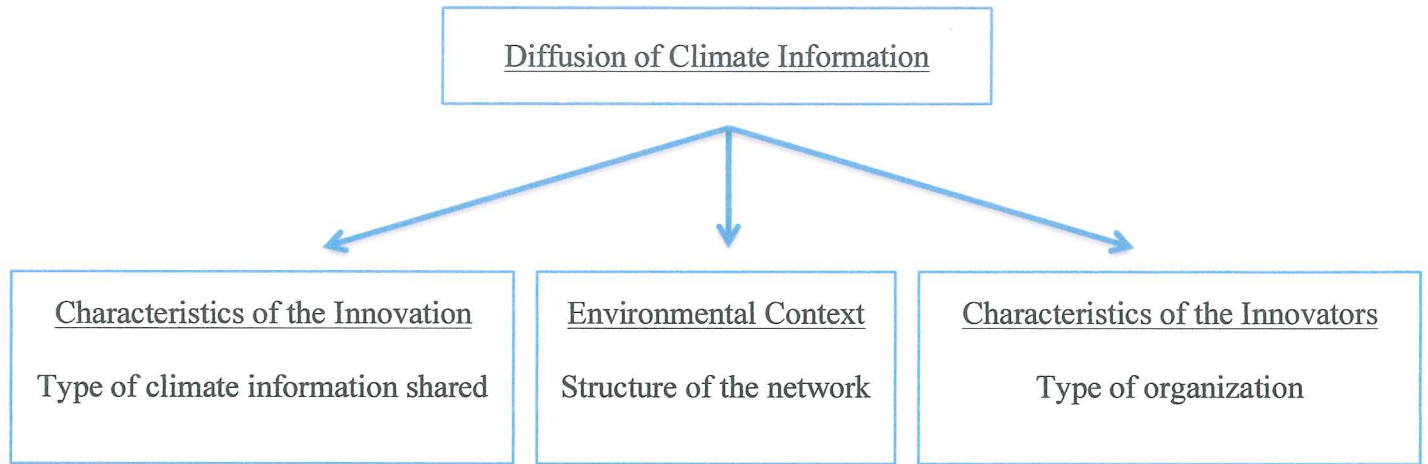 Diffusion of Climate Information
Characteristics of the Innovation
Type of climate information shared
Environmental Context
Structure of the network
Characteristics of the Innovators
Type of organization